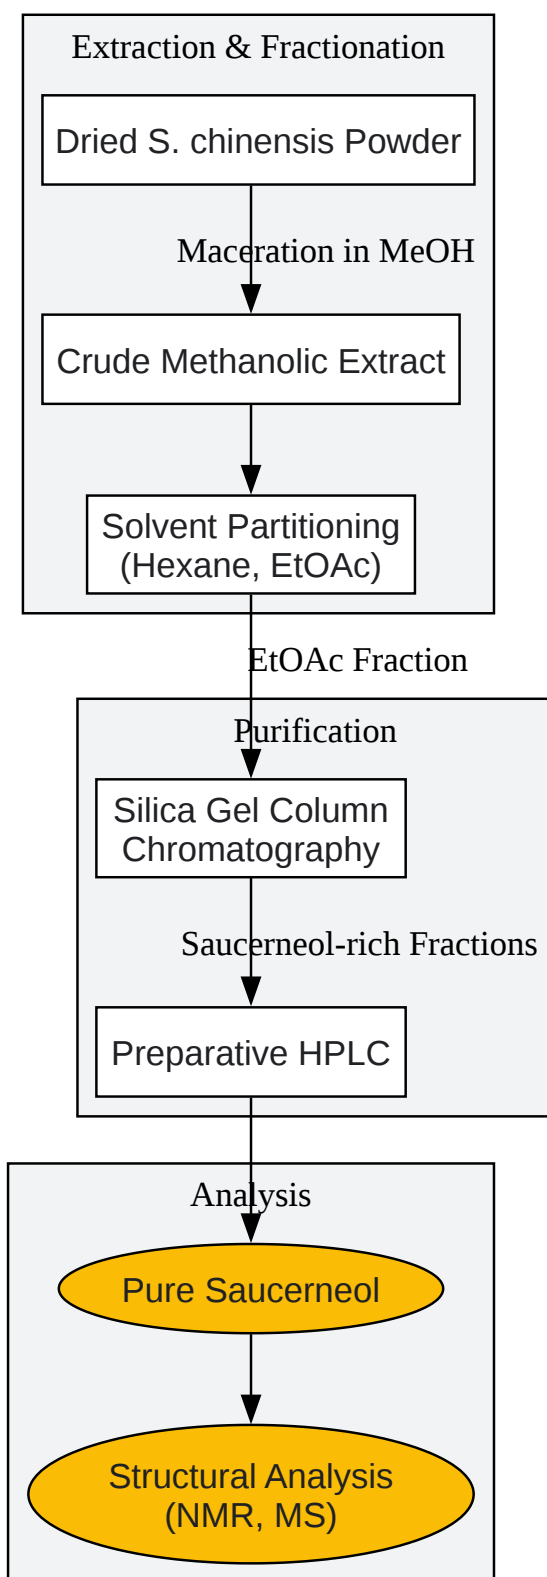 Extraction & Fractionation
Dried S. chinensis Powder
Maceration in MeOH
Crude Methanolic Extract
Solvent Partitioning
(Hexane, EtOAc)
EtOAc Fraction
Purification
Silica Gel Column
Chromatography
Saucerneol-rich Fractions
Preparative HPLC
Analysis
Pure Saucerneol
Structural Analysis
(NMR, MS)